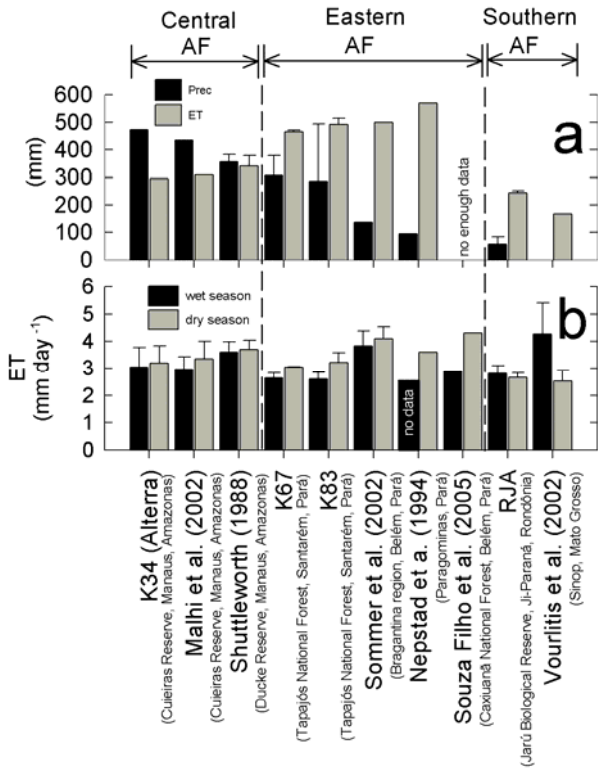 Central
AF
Eastern
AF
Southern
AF
Prec
ET
a
600
500
400
300
200
100
0
(mm)
no enough data
wet season
dry season
b
6
5
4
3
2
1
0
ET
(mm day -1)
no data
K34 (Alterra)
(Cuieiras Reserve, Manaus, Amazonas)
Malhi et al. (2002)
(Cuieiras Reserve, Manaus, Amazonas)
Shuttleworth (1988)
(Ducke Reserve, Manaus, Amazonas)
K67
(Tapajós National Forest, Santarém, Pará)
K83
(Tapajós National Forest, Santarém, Pará)
Sommer et al. (2002)
(Bragantina region, Belém, Pará)
Nepstad et a. (1994)
(Paragominas, Pará)
Souza Filho et al. (2005)
(Caxiuanã National Forest, Belém, Pará)
RJA
(Jarú Biological Reserve, Ji-Paraná, Rondônia)
Vourlitis et al. (2002)
(Sinop, Mato Grosso)